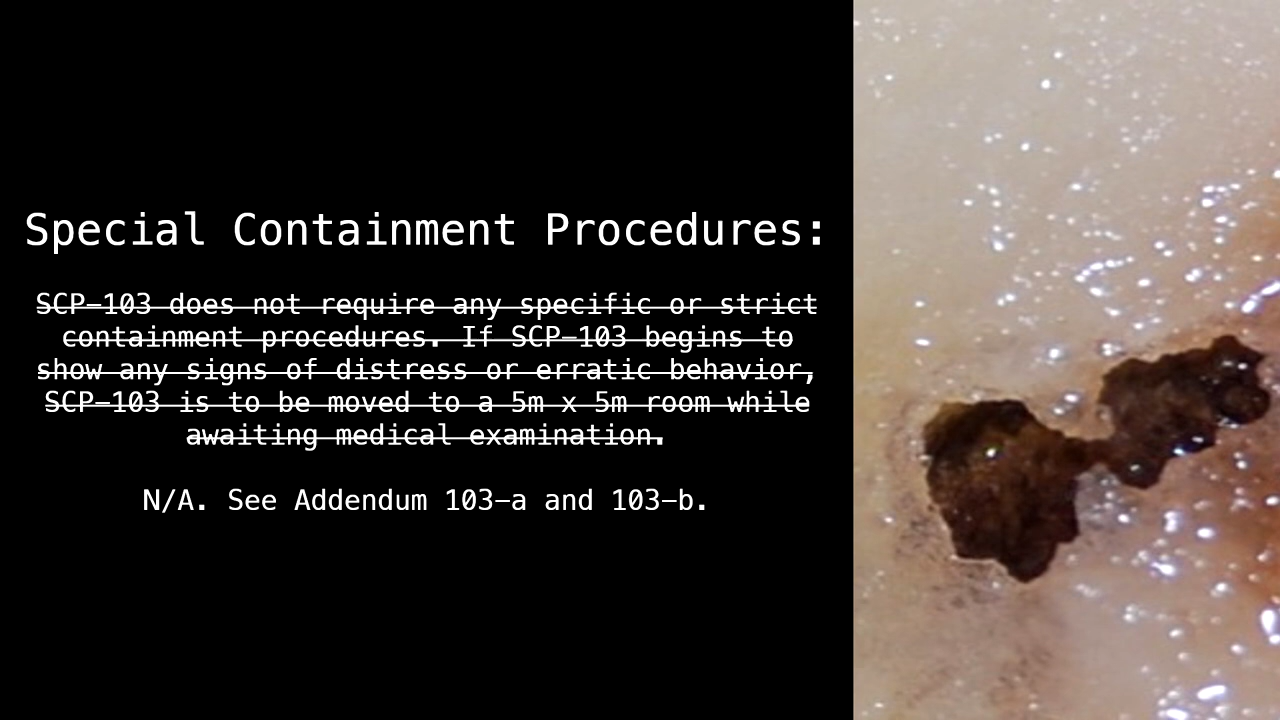 Special Containment Procedures:
SCP-103 does not require any specific or strict
containment procedures. If SCP-103 begins to
show any signs of distress or erratic behavior,
SCP-103 is to be moved to a 5m x 5m room while
awaiting medical examination.
N/A. See Addendum 103-a and 103-b.